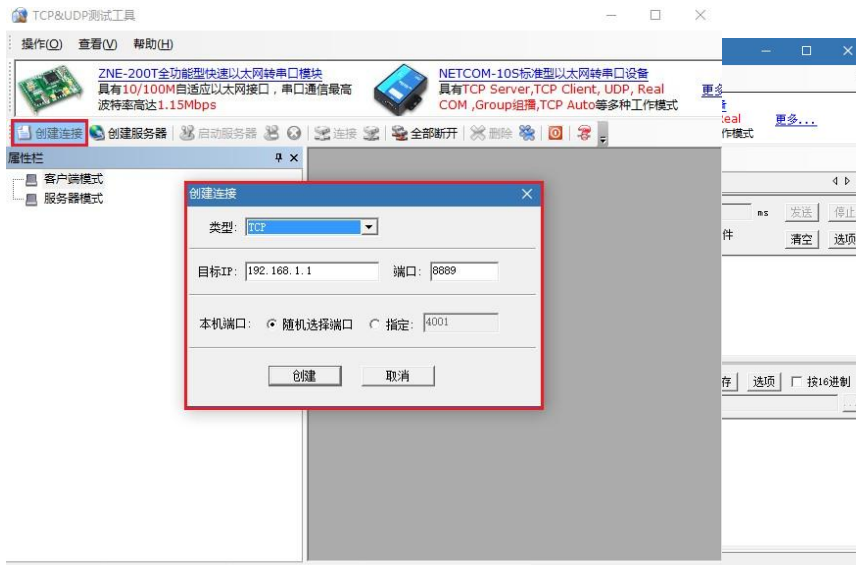 TCP&UDP测试工具
操作(O) 查看(V) 帮助(H)
ZNE-200T全功能型快速以太网转串口模块
具有10/100M自适应以太网接口，串口通信最高
波特率高达1.15Mbps
NETCOM-10S标准型以太网转串口设备
具有TCP Server,TCP Client, UDP, Real
COM ,Group组播,TCP Auto等多种工作模式
更多...
创建连接 创建服务器 启动服务器 连接 全部断开 删除
属性栏
客户端模式
服务器模式
创建连接
类型: TCP
目标IP: 192.168.1.1 端口: 8889
本机端口: 随机选择端口 指定: 4001
创建 取消
Real
作模式
ms 发送 停止
件 清空 选项
存 选项 按16进制